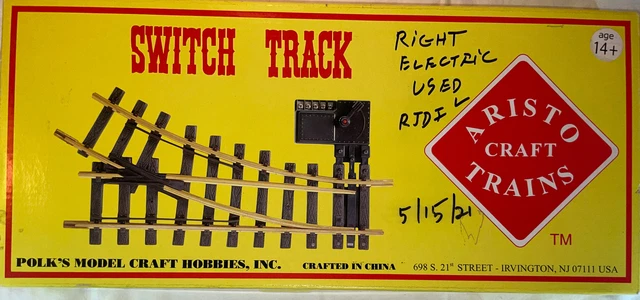 SWITCH TRACK
RIGHT
ELECTRIC
USED
RJDI
age
14+
ARISTO
CRAFT
TRAINS
TM
5/15/21
POLK'S MODEL CRAFT HOBBIES, INC. CRAFTED IN CHINA 698 S. 21st STREET - IRVINGTON, NJ 07111 USA